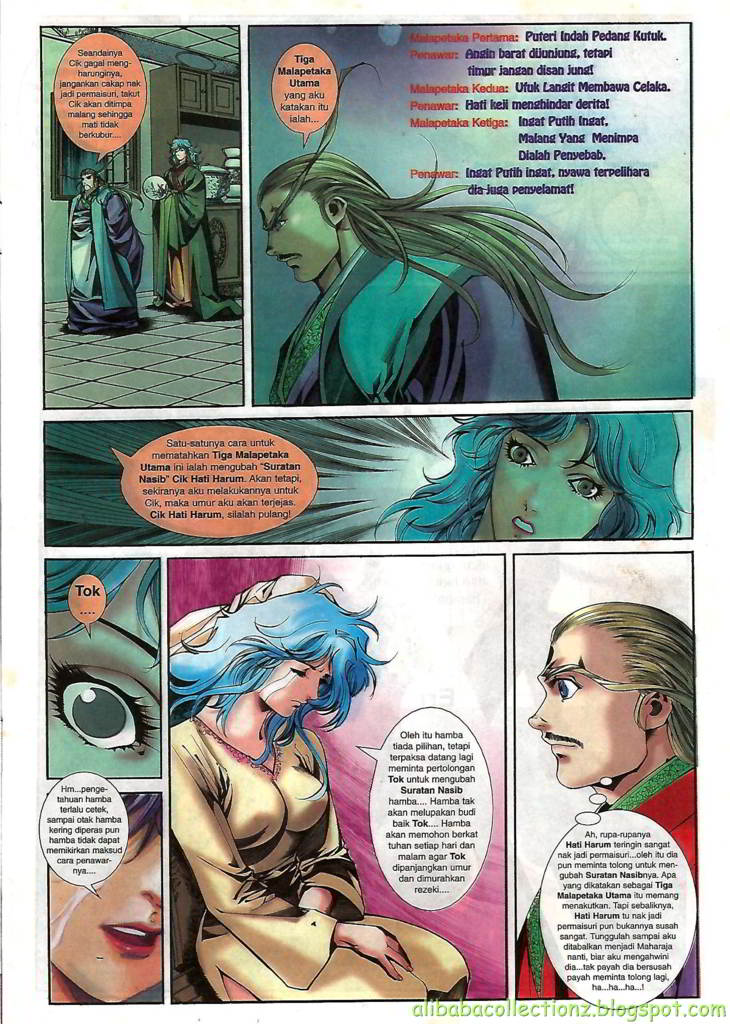 Seandainya
Cik gagal meng-
harunginya,
jangankan cakap nak
jadi permaisuri, takut
Cik akan ditimpa
malang sehingga
mati tidak
berkubur....
Tiga
Malapetaka
Utama
yang aku
katakan itu
ialah....
Malapetaka Pertama: Puteri Indah Pedang Kutuk.
Penawar: Angin barat dijunjung, tetapi
timur jangan disan jung!
Malapetaka Kedua: Ufuk Langit Membawa Celaka.
Penawar: Hati keji menghindar derita!
Malapetaka Ketiga: Ingat Putih Ingat,
Malang Yang Menimpa
Dialah Penyebab.
Penawar: Ingat Putih ingat, nyawa terpelihara
dia juga penyelamat!
Satu-satunya cara untuk
mematahkan Tiga Malapetaka
Utama ini ialah mengubah "Suratan
Nasib" Cik Hati Harum. Akan tetapi,
sekiranya aku melakukannya untuk
Cik, maka umur aku akan terjejas.
Cik Hati Harum, silalah pulang!
Tok
....
Hm...penge-
tahuan hamba
terlalu cetek,
sampai otak hamba
kering diperas pun
hamba tidak dapat
memikirkan maksud
cara penawar-
nya....
Oleh itu hamba
tiada pilihan, tetapi
terpaksa datang lagi
meminta pertolongan
Tok untuk mengubah
Suratan Nasib
hamba.... Hamba tak
akan melupakan budi
baik Tok.... Hamba
akan memohon berkat
tuhan setiap hari dan
malam agar Tok
dipanjangkan umur
dan dimurahkan
rezeki....
Ah, rupa-rupanya
Hati Harum teringin sangat
nak jadi permaisuri...oleh itu dia
pun meminta tolong untuk men-
gubah Suratan Nasibnya. Apa
yang dikatakan sebagai Tiga
Malapetaka Utama itu memang
menakutkan. Tapi sebaliknya,
Hati Harum tu nak jadi
permaisuri pun bukannya susah
sangat. Tunggulah sampai aku
ditabalkan menjadi Maharaja
nanti, biar aku mengahwini
dia...tak payah dia bersusah
payah meminta tolong lagi,
ha...ha...ha...!
alibabacollectionz.blogspot.com